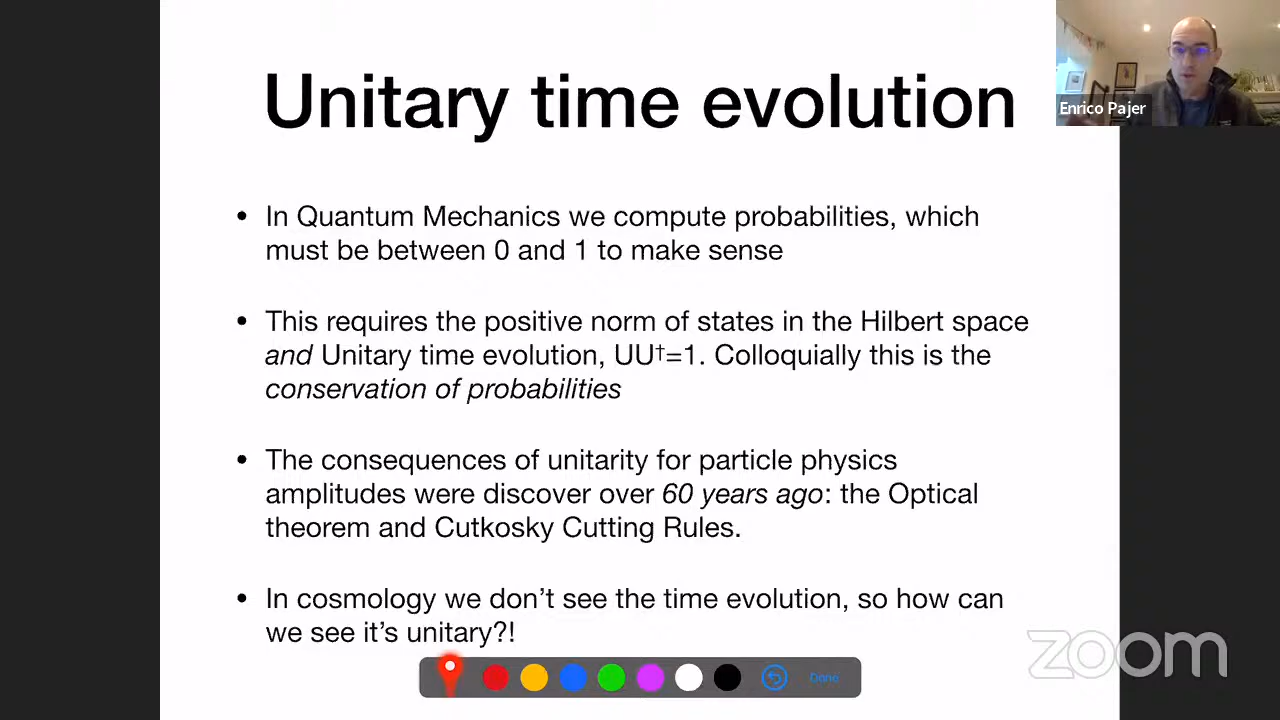 Unitary time evolution
Enrico Pajer
• In Quantum Mechanics we compute probabilities, which
must be between 0 and 1 to make sense
• This requires the positive norm of states in the Hilbert space
and Unitary time evolution, UU†=1. Colloquially this is the
conservation of probabilities
• The consequences of unitarity for particle physics
amplitudes were discover over 60 years ago: the Optical
theorem and Cutkosky Cutting Rules.
• In cosmology we don’t see the time evolution, so how can
we see it’s unitary?!
zoom
Done